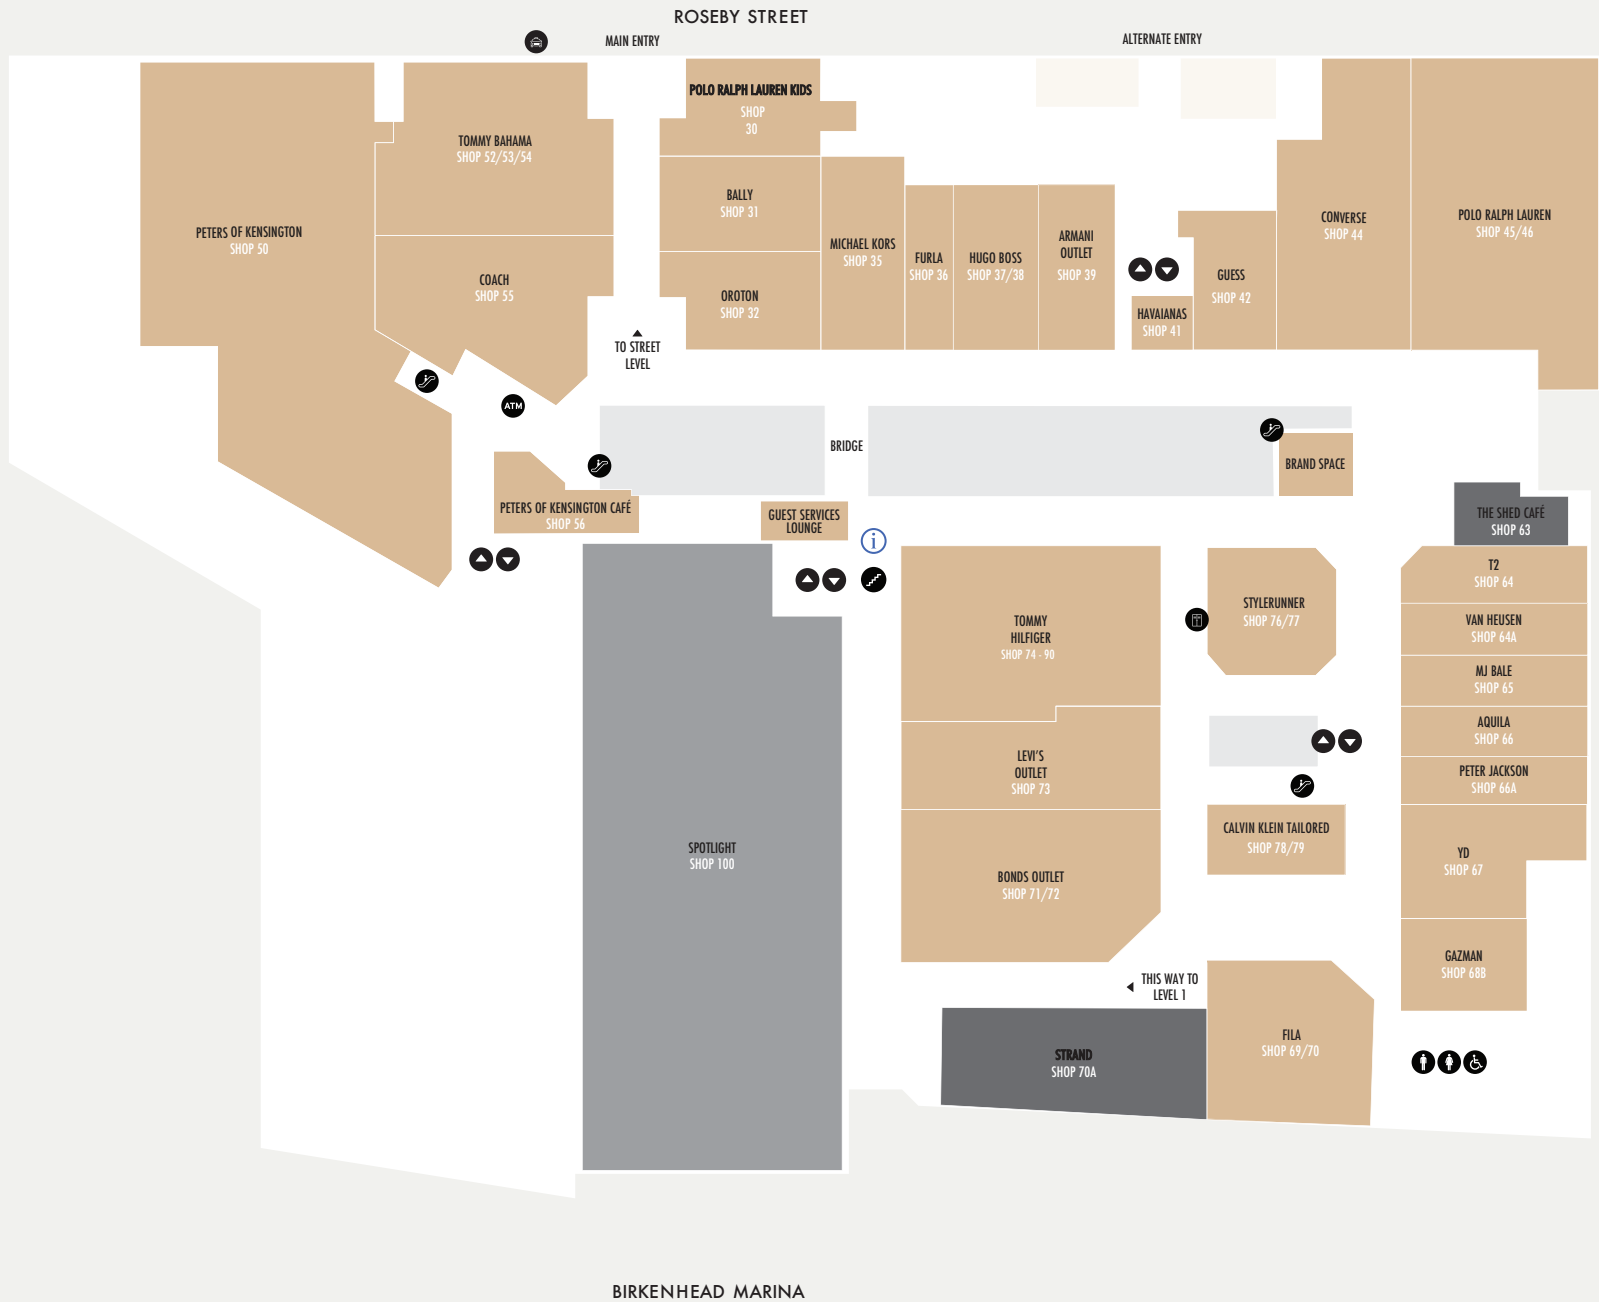 ROSEBY STREET
MAIN ENTRY
ALTERNATE ENTRY
POLO RALPH LAUREN KIDS
SHOP
30
TOMMY BAHAMA
SHOP 52/53/54
PETERS OF KENSINGTON
SHOP 50
COACH
SHOP 55
BALLY
SHOP 31
OROTON
SHOP 32
MICHAEL KORS
SHOP 35
FURLA
SHOP 36
HUGO BOSS
SHOP 37/38
ARMANI
OUTLET
SHOP 39
HAVAIANAS
SHOP 41
GUESS
SHOP 42
CONVERSE
SHOP 44
POLO RALPH LAUREN
SHOP 45/46
TO STREET
LEVEL
ATM
BRIDGE
BRAND SPACE
PETERS OF KENSINGTON CAFÉ
SHOP 56
GUEST SERVICES
LOUNGE
i
THE SHED CAFÉ
SHOP 63
T2
SHOP 64
VAN HEUSEN
SHOP 64A
MJ BALE
SHOP 65
AQUILA
SHOP 66
PETER JACKSON
SHOP 66A
YD
SHOP 67
GAZMAN
SHOP 68B
STYLERUNNER
SHOP 76/77
TOMMY
HILFIGER
SHOP 74 - 90
LEVI'S
OUTLET
SHOP 73
BONDS OUTLET
SHOP 71/72
CALVIN KLEIN TAILORED
SHOP 78/79
SPOTLIGHT
SHOP 100
THIS WAY TO
LEVEL 1
STRAND
SHOP 70A
FILA
SHOP 69/70
BIRKENHEAD MARINA